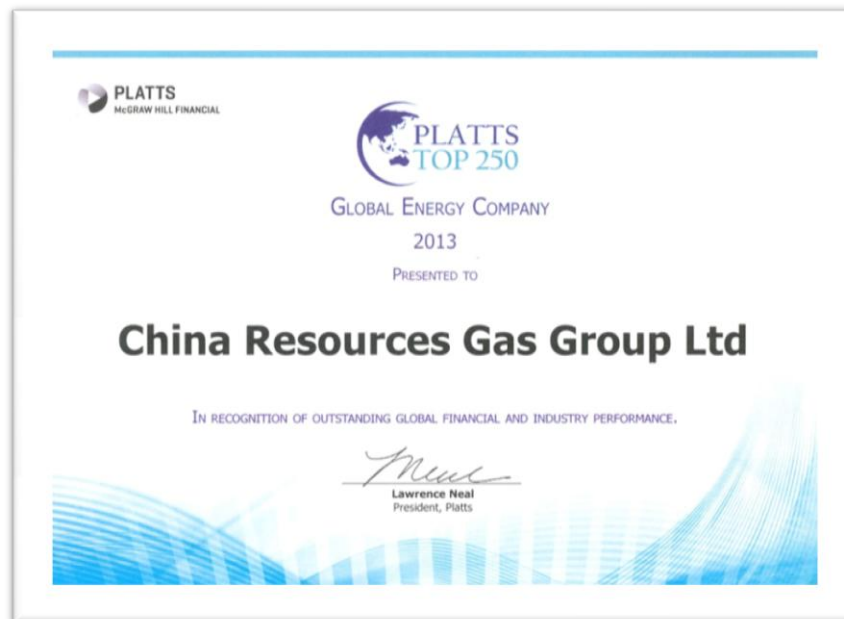 PLATTS
McGRAW HILL FINANCIAL
PLATTS
TOP 250
GLOBAL ENERGY COMPANY
2013
PRESENTED TO
China Resources Gas Group Ltd
IN RECOGNITION OF OUTSTANDING GLOBAL FINANCIAL AND INDUSTRY PERFORMANCE.
Lawrence Neal
President, Platts